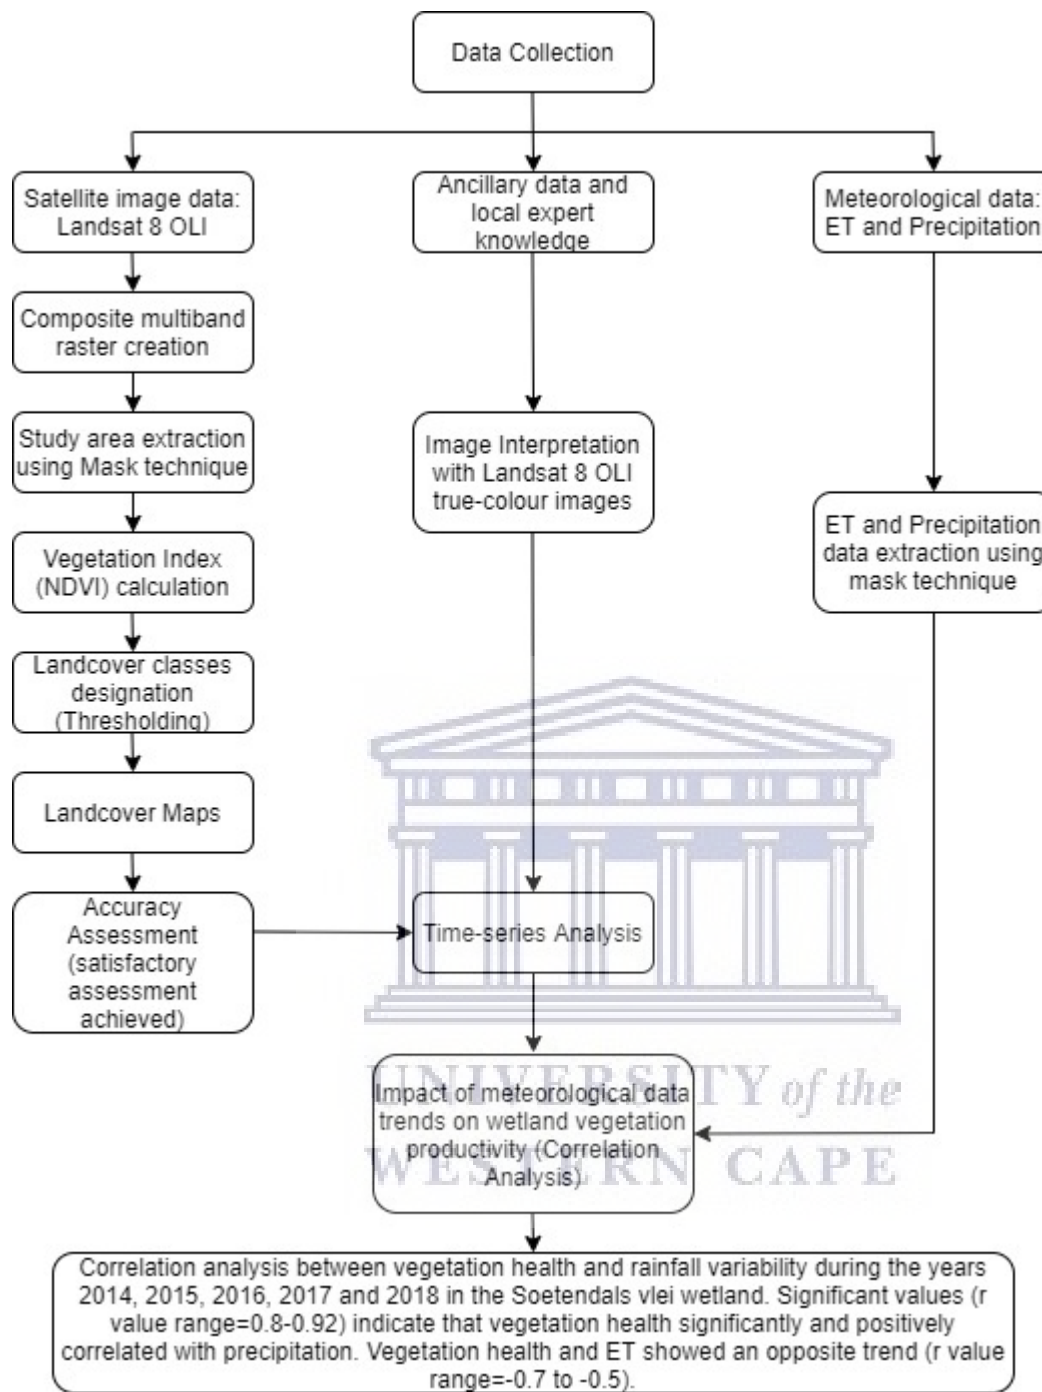 Data Collection
Satellite image data:
Landsat 8 OLI
Ancillary data and
local expert
knowledge
Meteorological data:
ET and Precipitation
Composite multiband
raster creation
Study area extraction
using Mask technique
Image Interpretation
with Landsat 8 OLI
true-colour images
ET and Precipitation
data extraction using
mask technique
Vegetation Index
(NDVI) calculation
Landcover classes
designation
(Thresholding)
Landcover Maps
Accuracy
Assessment
(satisfactory
assessment
achieved)
Time-series Analysis
UNIVERSITY of the
WESTERN CAPE
Impact of meteorological data
trends on wetland vegetation
productivity (Correlation
Analysis)
Correlation analysis between vegetation health and rainfall variability during the years
2014, 2015, 2016, 2017 and 2018 in the Soetendals vlei wetland. Significant values (r
value range=0.8-0.92) indicate that vegetation health significantly and positively
correlated with precipitation. Vegetation health and ET showed an opposite trend (r value
range=-0.7 to -0.5).